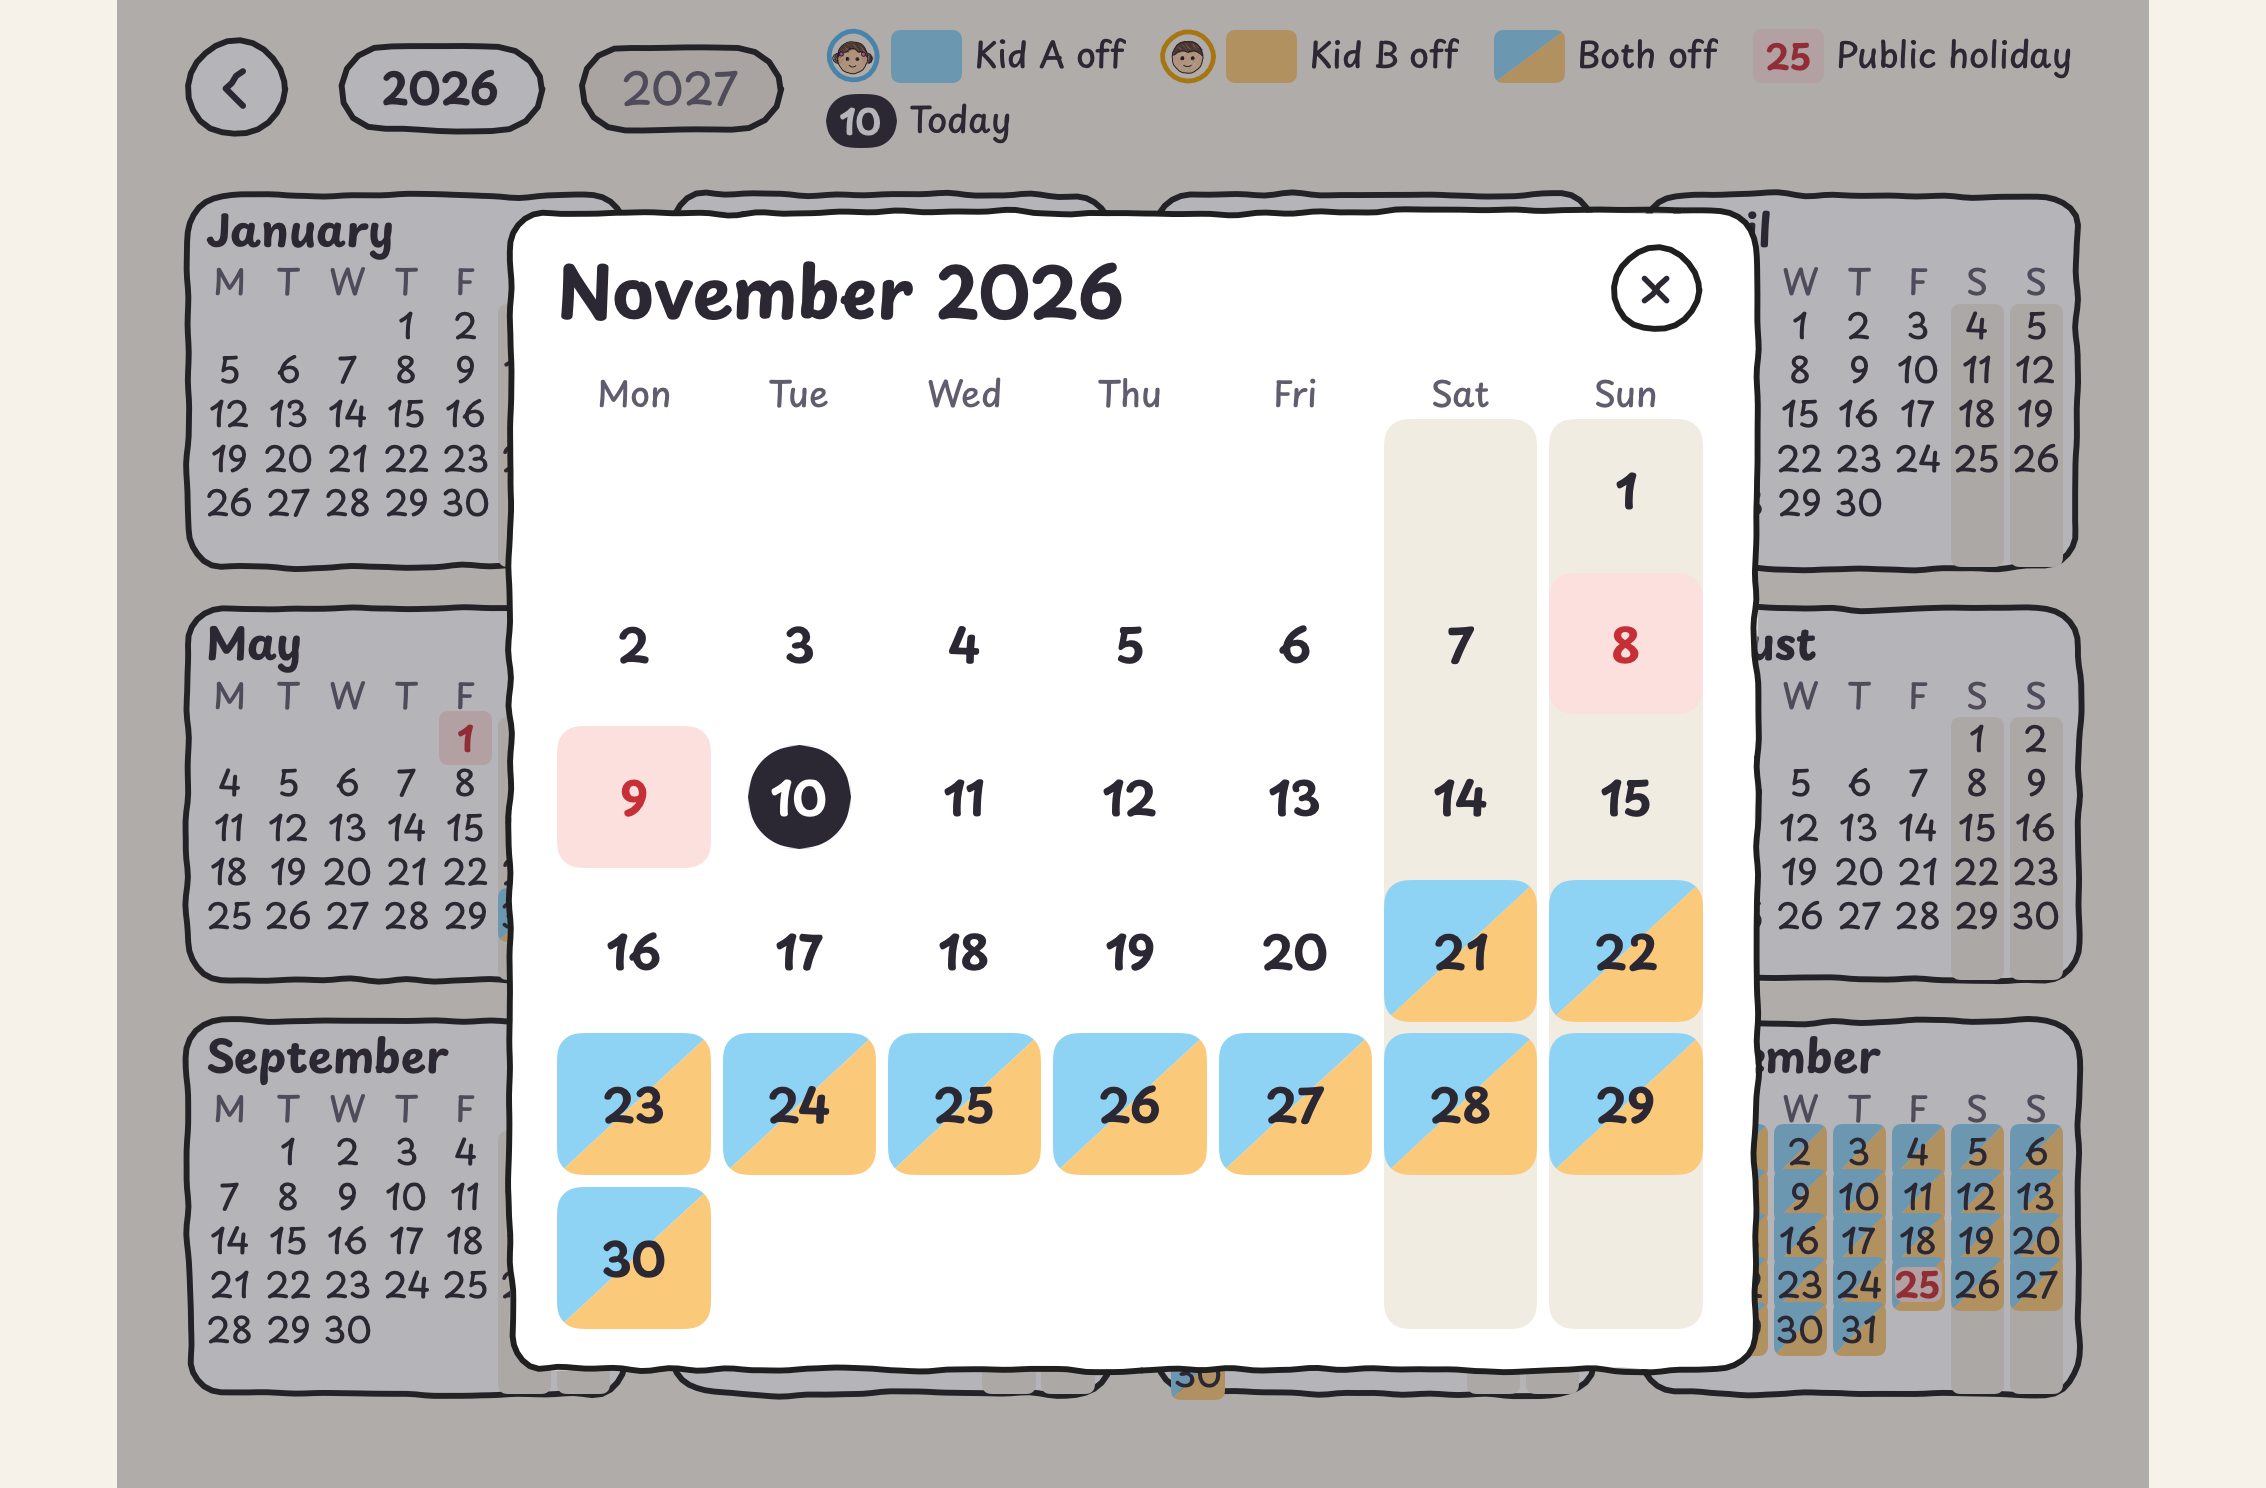 2026 2027 Kid A off Kid B off Both off 25 Public holiday
10 Today
January
M T W T F
1 2
5 6 7 8 9
12 13 14 15 16
19 20 21 22 23
26 27 28 29 30
W T F S S
1 2 3 4 5
8 9 10 11 12
15 16 17 18 19
22 23 24 25 26
29 30
May
M T W T F
1
4 5 6 7 8
11 12 13 14 15
18 19 20 21 22
25 26 27 28 29
W T F S S
1 2
5 6 7 8 9
12 13 14 15 16
19 20 21 22 23
26 27 28 29 30
September
M T W T F
1 2 3 4
7 8 9 10 11
14 15 16 17 18
21 22 23 24 25
28 29 30
30
W T F S S
2 3 4 5 6
9 10 11 12 13
16 17 18 19 20
23 24 25 26 27
30 31
November 2026
Mon Tue Wed Thu Fri Sat Sun
1
2 3 4 5 6 7 8
9 10 11 12 13 14 15
16 17 18 19 20 21 22
23 24 25 26 27 28 29
30